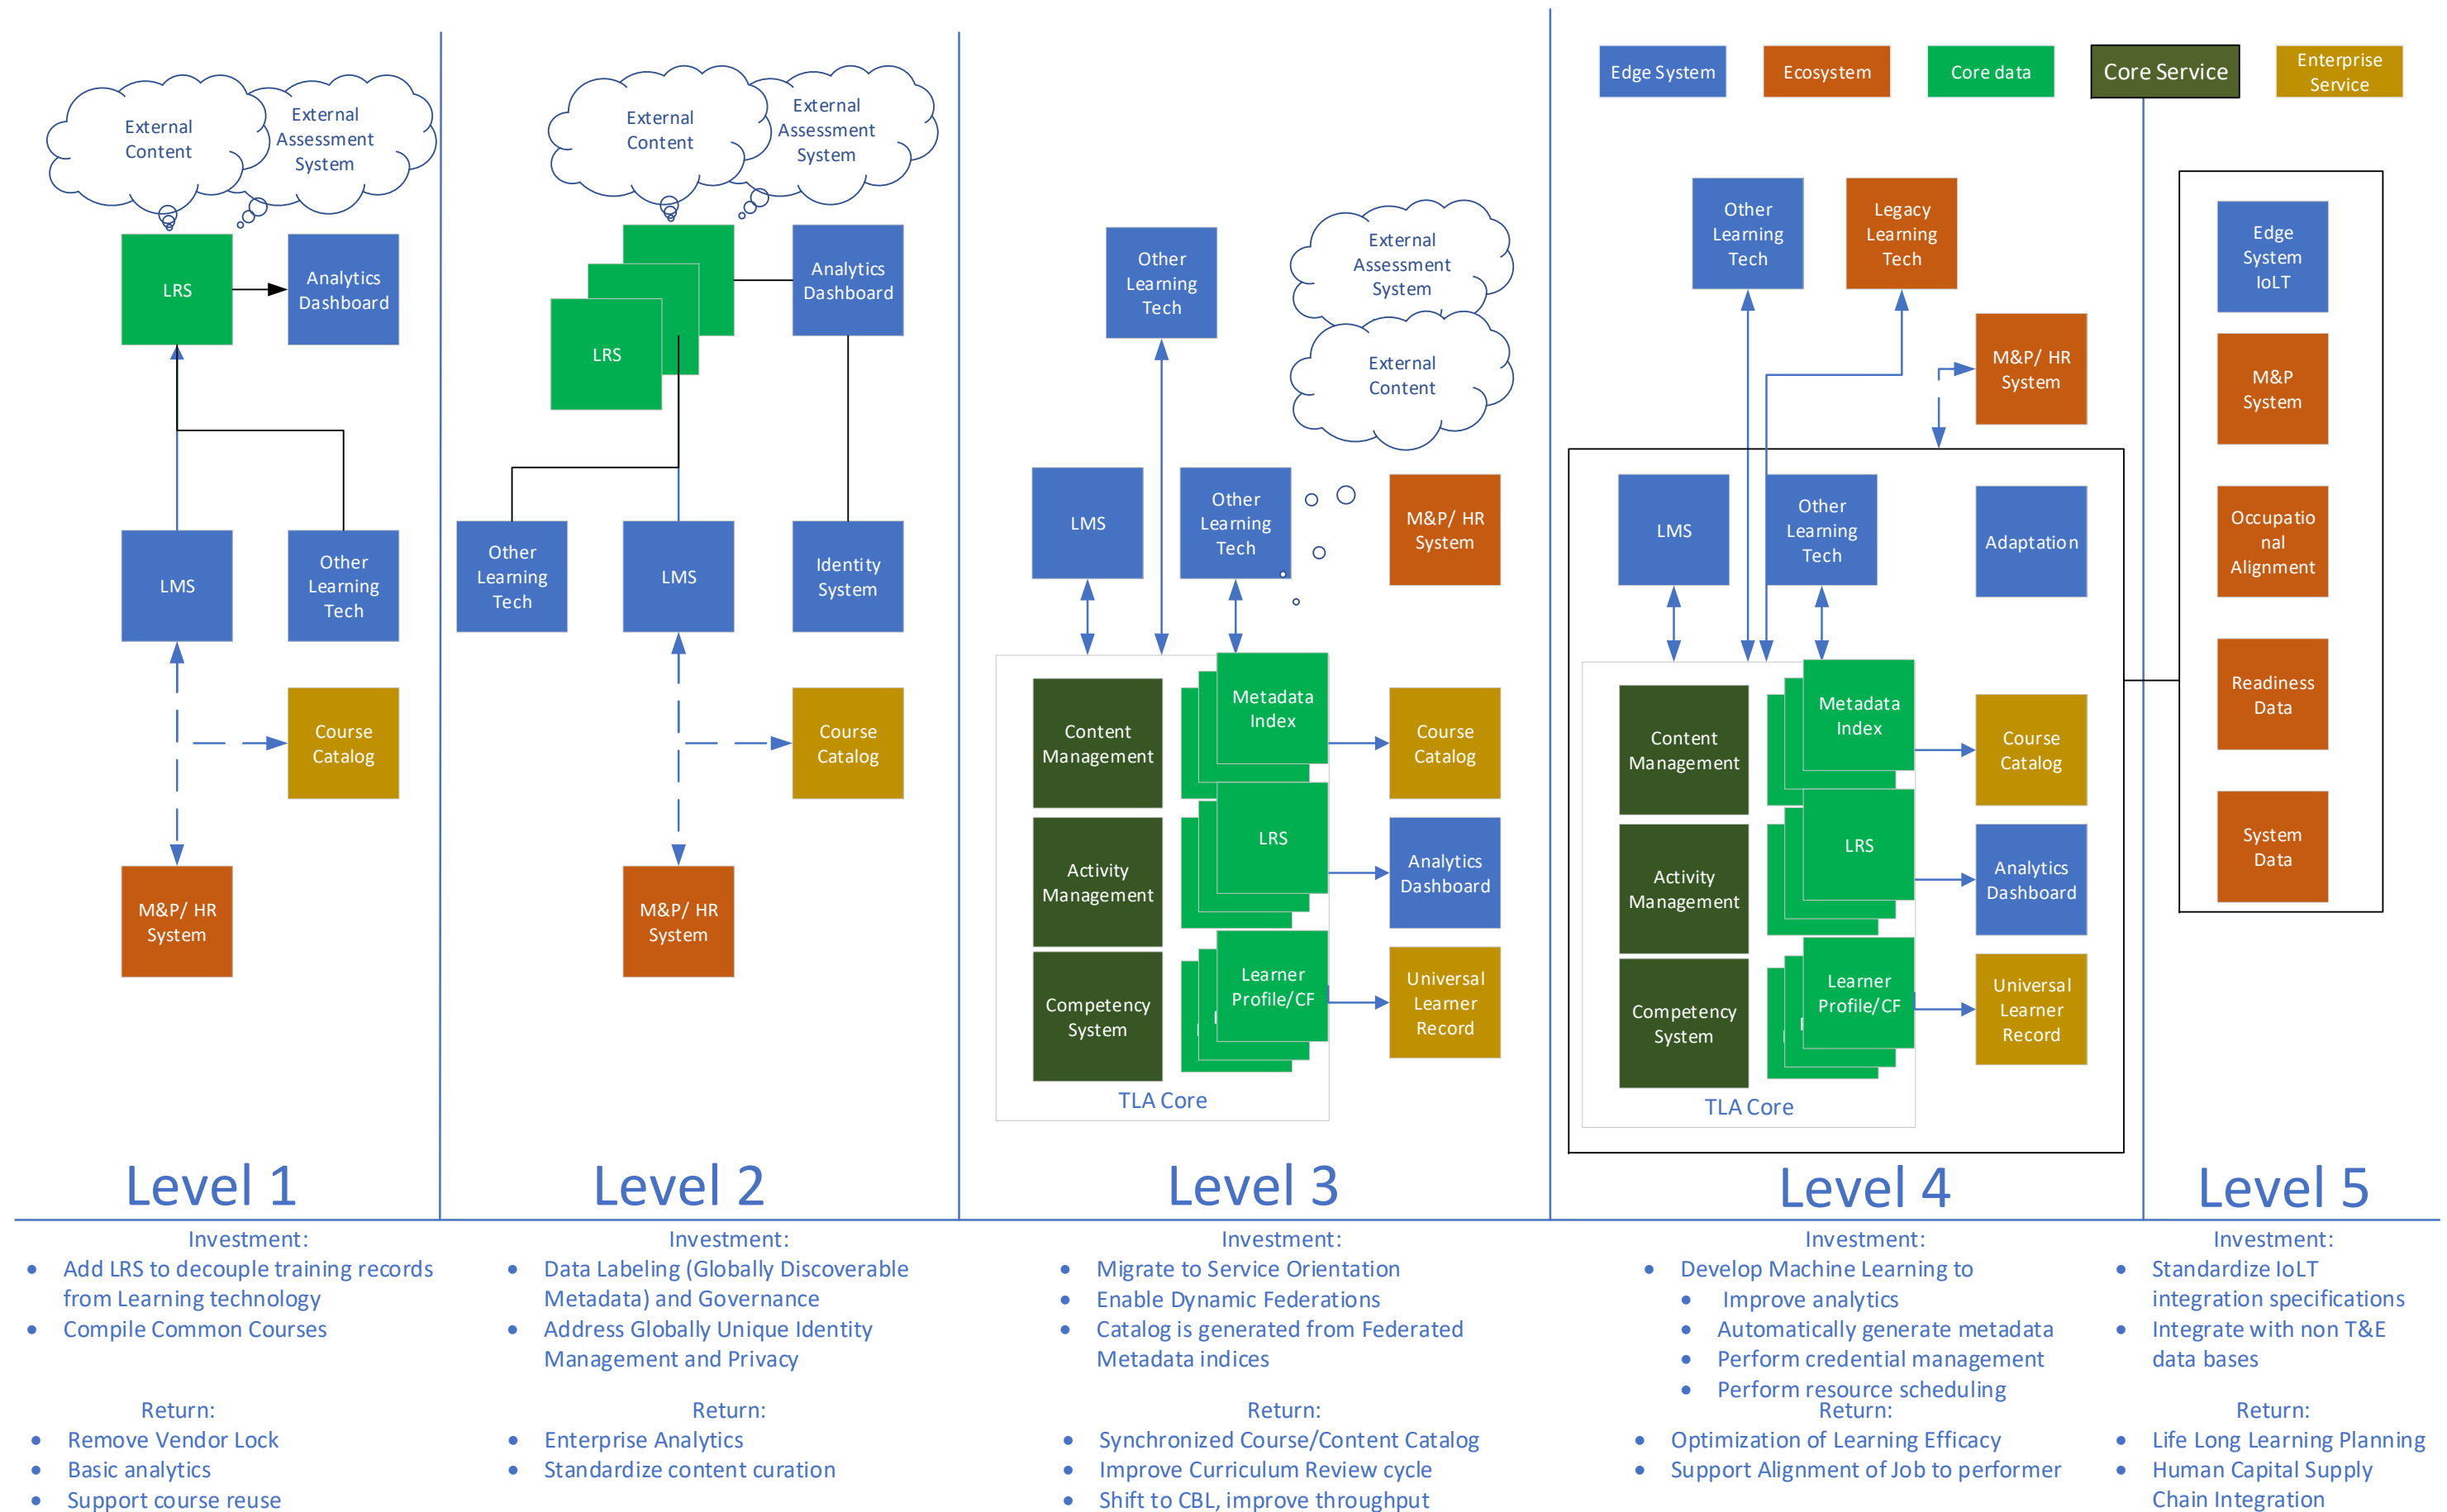 Edge System
Ecosystem
Core data
Core Service
Enterprise
Service
External
Content
External
Assessment
System
LRS
Analytics
Dashboard
LMS
Other
Learning
Tech
Course
Catalog
M&P/ HR
System
External
Content
External
Assessment
System
LRS
Analytics
Dashboard
Other
Learning
Tech
LMS
Identity
System
Course
Catalog
M&P/ HR
System
Other
Learning
Tech
External
Assessment
System
External
Content
LMS
Other
Learning
Tech
M&P/ HR
System
Content
Management
Metadata
Index
Course
Catalog
Activity
Management
LRS
Analytics
Dashboard
Competency
System
Learner
Profile/CF
Universal
Learner
Record
TLA Core
Other
Learning
Tech
Legacy
Learning
Tech
M&P/ HR
System
LMS
Other
Learning
Tech
Adaptation
Content
Management
Metadata
Index
Course
Catalog
Activity
Management
LRS
Analytics
Dashboard
Competency
System
Learner
Profile/CF
Universal
Learner
Record
TLA Core
Edge
System
IoLT
M&P
System
Occupatio
nal
Alignment
Readiness
Data
System
Data
Level 1
Level 2
Level 3
Level 4
Level 5
Investment:
• Add LRS to decouple training records
from Learning technology
• Compile Common Courses
Return:
• Remove Vendor Lock
• Basic analytics
• Support course reuse
Investment:
• Data Labeling (Globally Discoverable
Metadata) and Governance
• Address Globally Unique Identity
Management and Privacy
Return:
• Enterprise Analytics
• Standardize content curation
Investment:
• Migrate to Service Orientation
• Enable Dynamic Federations
• Catalog is generated from Federated
Metadata indices
Return:
• Synchronized Course/Content Catalog
• Improve Curriculum Review cycle
• Shift to CBL, improve throughput
Investment:
• Develop Machine Learning to
• Improve analytics
• Automatically generate metadata
• Perform credential management
• Perform resource scheduling
Return:
• Optimization of Learning Efficacy
• Support Alignment of Job to performer
Investment:
• Standardize IoLT
integration specifications
• Integrate with non T&E
data bases
Return:
• Life Long Learning Planning
• Human Capital Supply
Chain Integration